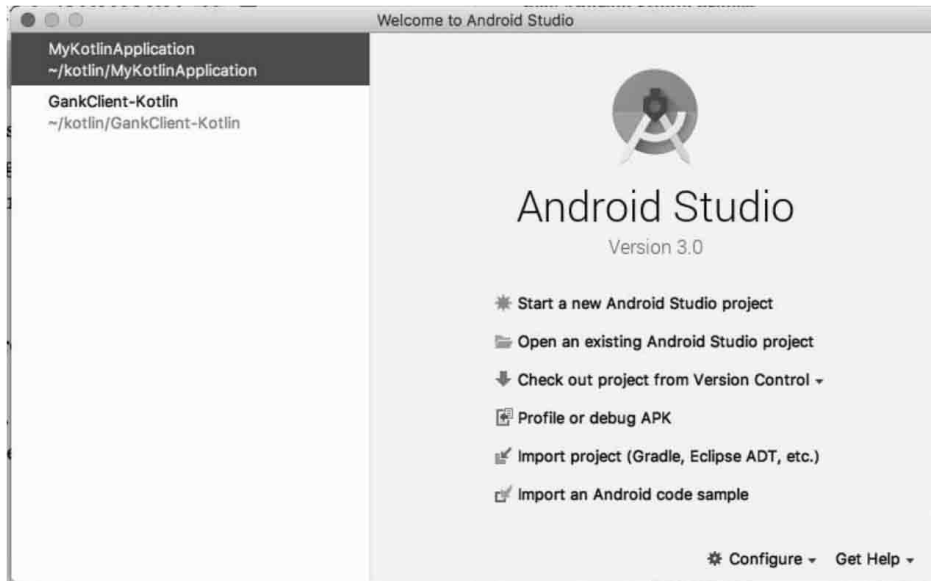 Welcome to Android Studio
MyKotlinApplication
~/kotlin/MyKotlinApplication
GankClient-Kotlin
~/kotlin/GankClient-Kotlin
Android Studio
Version 3.0
Start a new Android Studio project
Open an existing Android Studio project
Check out project from Version Control
Profile or debug APK
Import project (Gradle, Eclipse ADT, etc.)
Import an Android code sample
Configure
Get Help